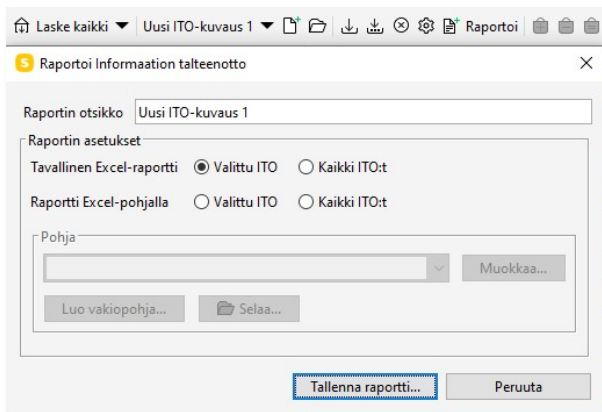 Laske kaikki Uusi ITO-kuvaus 1 Raportoi
S Raportoi Informaation talteenotto
Raportin otsikko Uusi ITO-kuvaus 1
Raportin asetukset
Tavallinen Excel-raportti Valittu ITO Kaikki ITO:t
Raportti Excel-pohjalla Valittu ITO Kaikki ITO:t
Pohja
Muokkaa...
Luo vakiopohja... Selaa...
Tallenna raportti... Peruuta